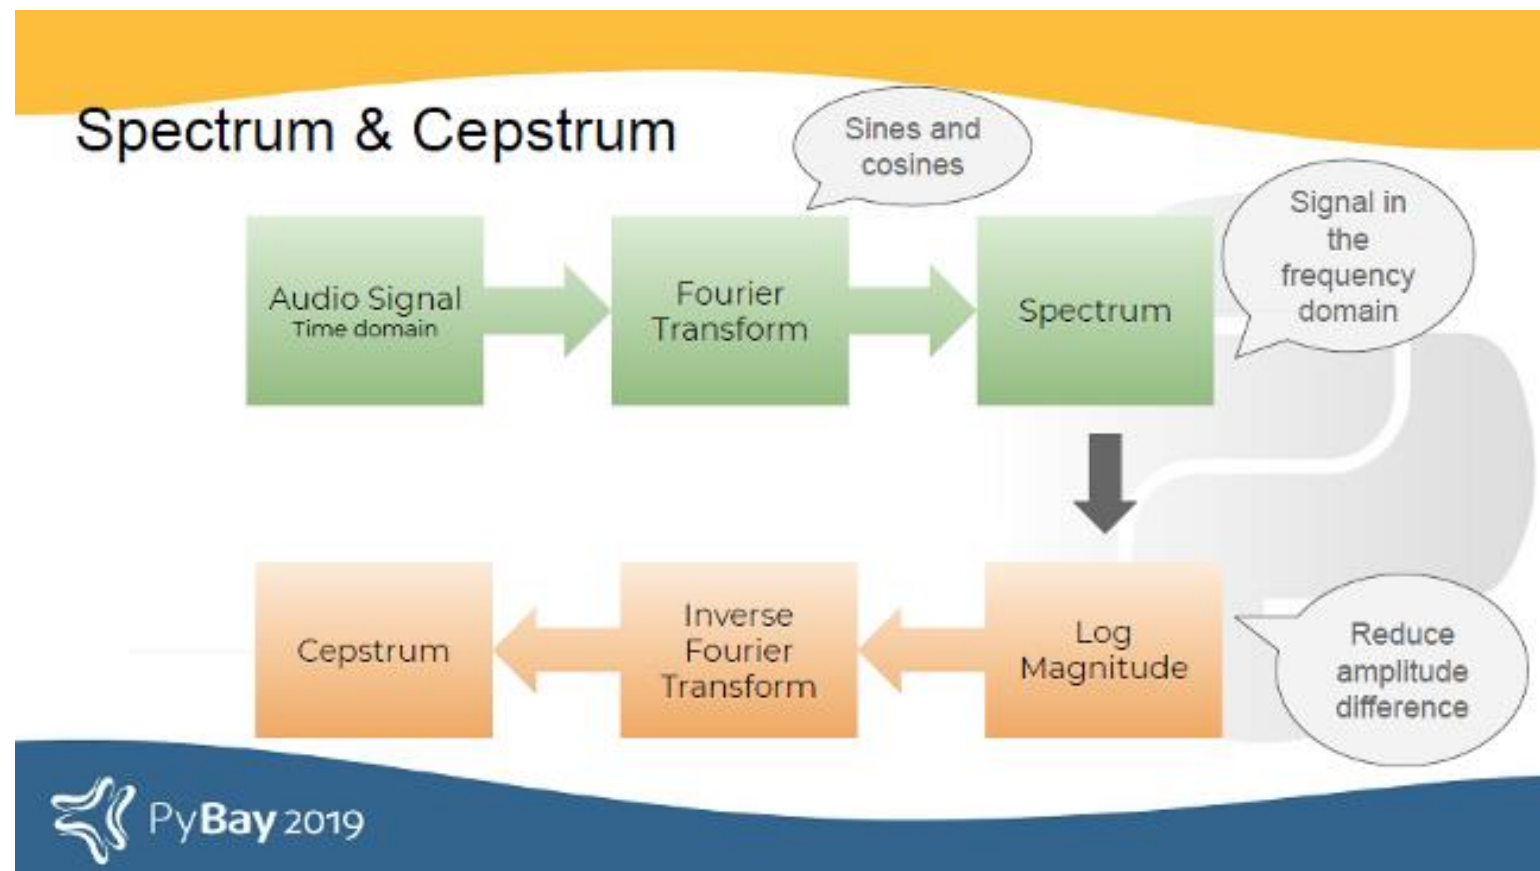 Spectrum & Cepstrum
Sines and
cosines
Signal in
the
frequency
domain
Audio Signal
Time domain
Fourier
Transform
Spectrum
Cepstrum
Inverse
Fourier
Transform
Log
Magnitude
Reduce
amplitude
difference
PyBay 2019